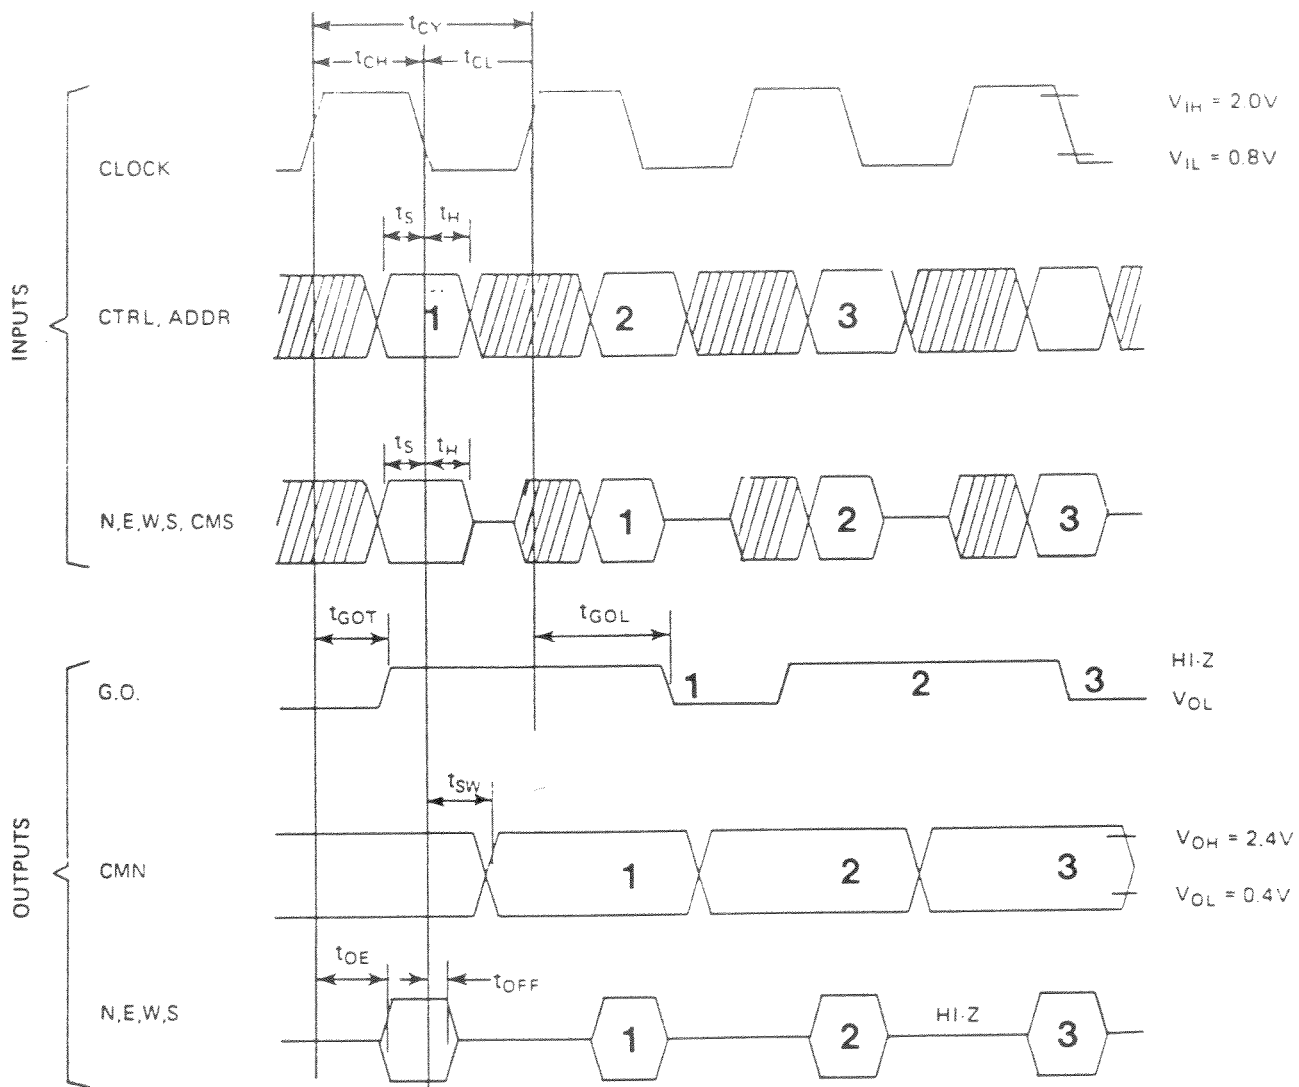 tCY
tCH tCL
CLOCK
VIH = 2.0V
VIL = 0.8V
tS tH
INPUTS
CTRL, ADDR
1 2 3
tS tH
N,E,W,S, CMS
1 2 3
tGOT tGOL
G.O.
1 2 3
HI-Z
VOL
tSW
OUTPUTS
CMN
1 2 3
VOH = 2.4V
VOL = 0.4V
tOE tOFF
N,E,W,S
1 2 HI-Z 3